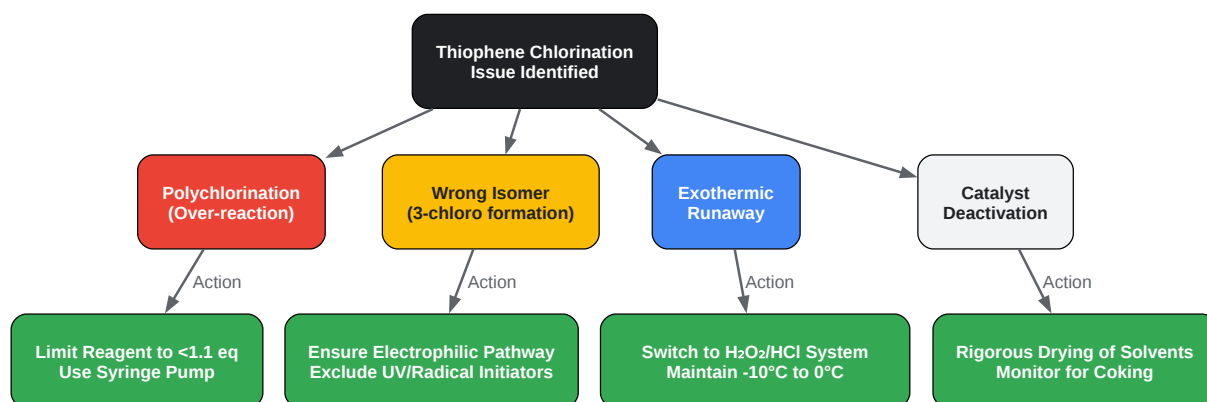 Thiophene Chlorination
Issue Identified
Polychlorination
(Over-reaction)
Wrong Isomer
(3-chloro formation)
Exothermic
Runaway
Catalyst
Deactivation
Action
Action
Action
Action
Limit Reagent to <1.1 eq
Use Syringe Pump
Ensure Electrophilic Pathway
Exclude UV/Radical Initiators
Switch to H₂O₂/HCl System
Maintain -10°C to 0°C
Rigorous Drying of Solvents
Monitor for Coking